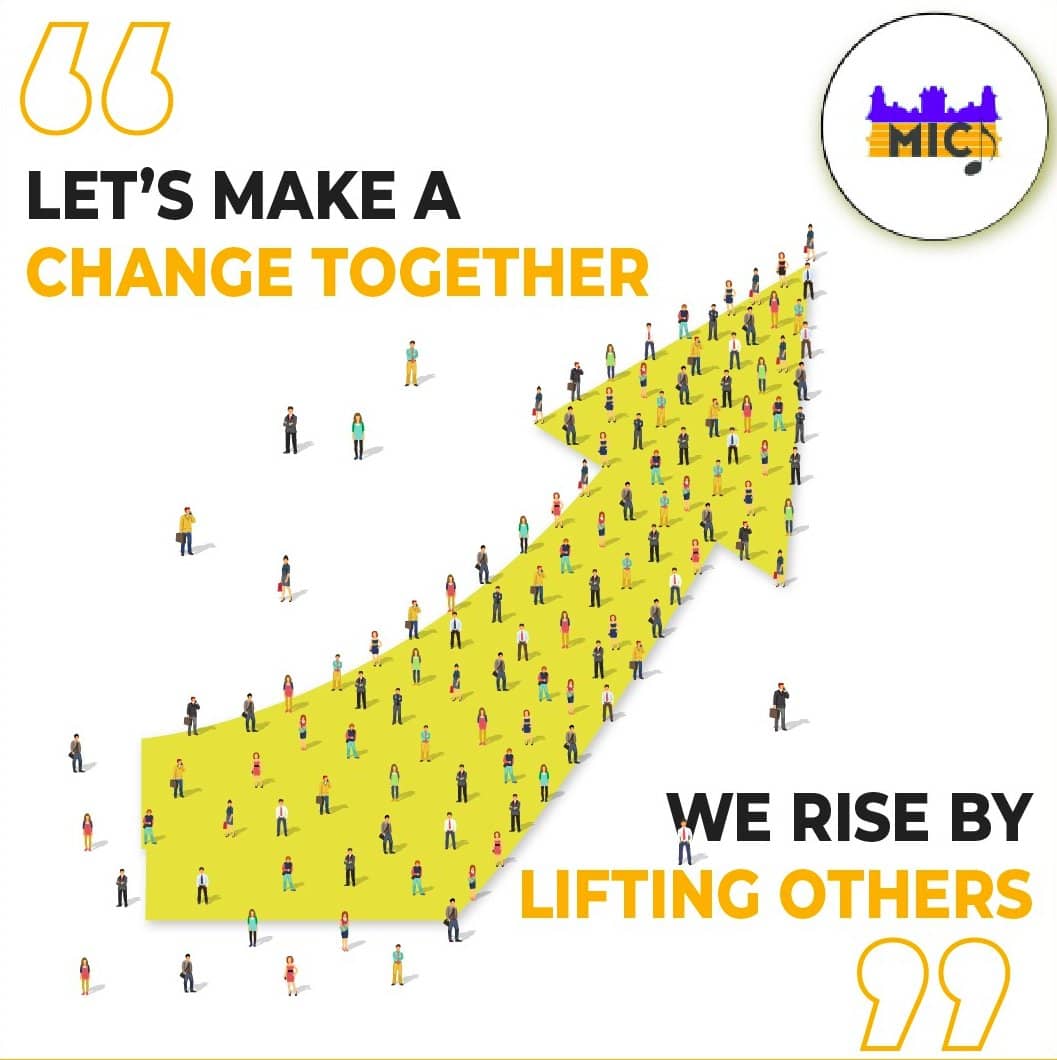 MIC
LET’S MAKE A
CHANGE TOGETHER
WE RISE BY
LIFTING OTHERS